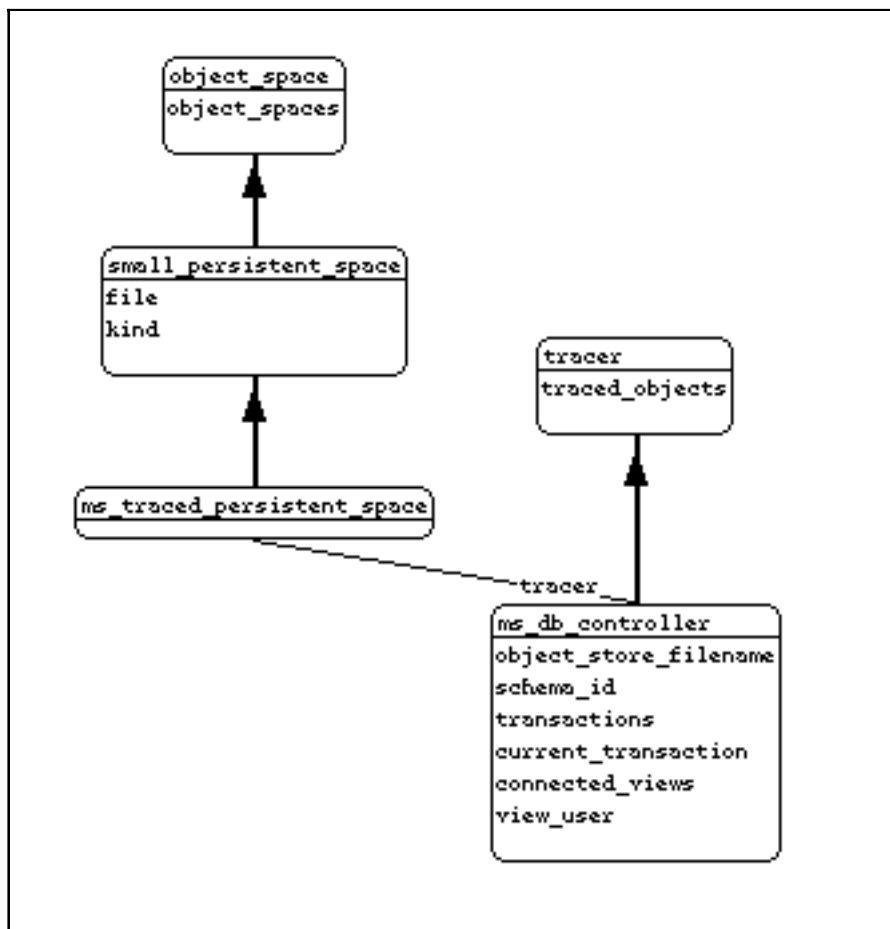 object_space
object_spaces
small_persistent_space
file
kind
tracer
traced_objects
ms_traced_persistent_space
tracer
ms_db_controller
object_store_filename
schema_id
transactions
current_transaction
connected_views
view_user